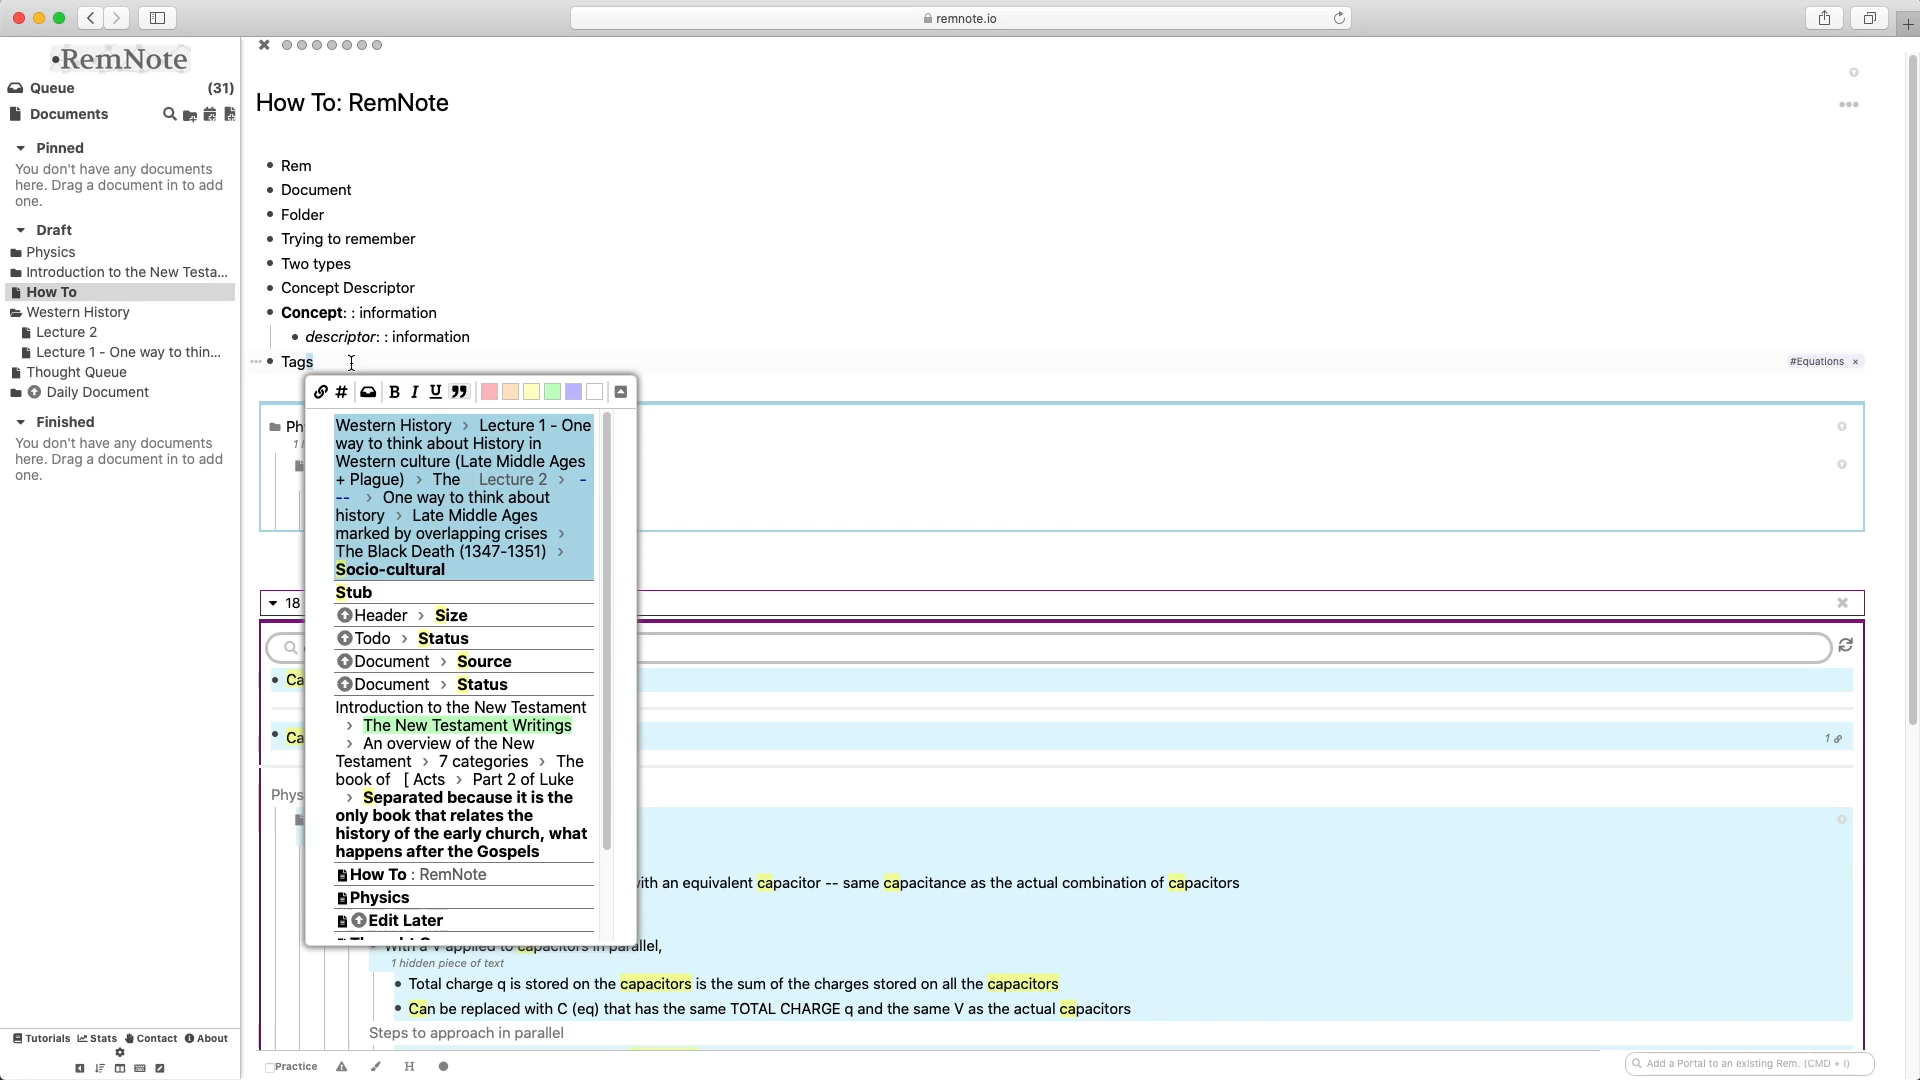 remnote.io
•RemNote
Queue (31)
Documents
Pinned
You don't have any documents
here. Drag a document in to add
one.
Draft
Physics
Introduction to the New Testa...
How To
Western History
Lecture 2
Lecture 1 - One way to thin...
Thought Queue
Daily Document
Finished
You don't have any documents
here. Drag a document in to add
one.
Tutorials Stats Contact About
How To: RemNote
Rem
Document
Folder
Trying to remember
Two types
Concept Descriptor
Concept: : information
descriptor: : information
Tags
#Equations ×
# B I U
Ph
Western History › Lecture 1 - One
way to think about History in
Western culture (Late Middle Ages
+ Plague) › The Lecture 2 › -
-- › One way to think about
history › Late Middle Ages
marked by overlapping crises ›
The Black Death (1347-1351) ›
Socio-cultural
Stub
Header › Size
Todo › Status
Document › Source
Document › Status
Introduction to the New Testament
› The New Testament Writings
› An overview of the New
Testament › 7 categories › The
book of [ Acts › Part 2 of Luke
› Separated because it is the
only book that relates the
history of the early church, what
happens after the Gospels
How To : RemNote
Physics
Edit Later
18
Ca
Ca
1
Phys
with an equivalent capacitor -- same capacitance as the actual combination of capacitors
With a V applied to capacitors in parallel,
1 hidden piece of text
Total charge q is stored on the capacitors is the sum of the charges stored on all the capacitors
Can be replaced with C (eq) that has the same TOTAL CHARGE q and the same V as the actual capacitors
Steps to approach in parallel
Practice H
Add a Portal to an existing Rem. (CMD + I)